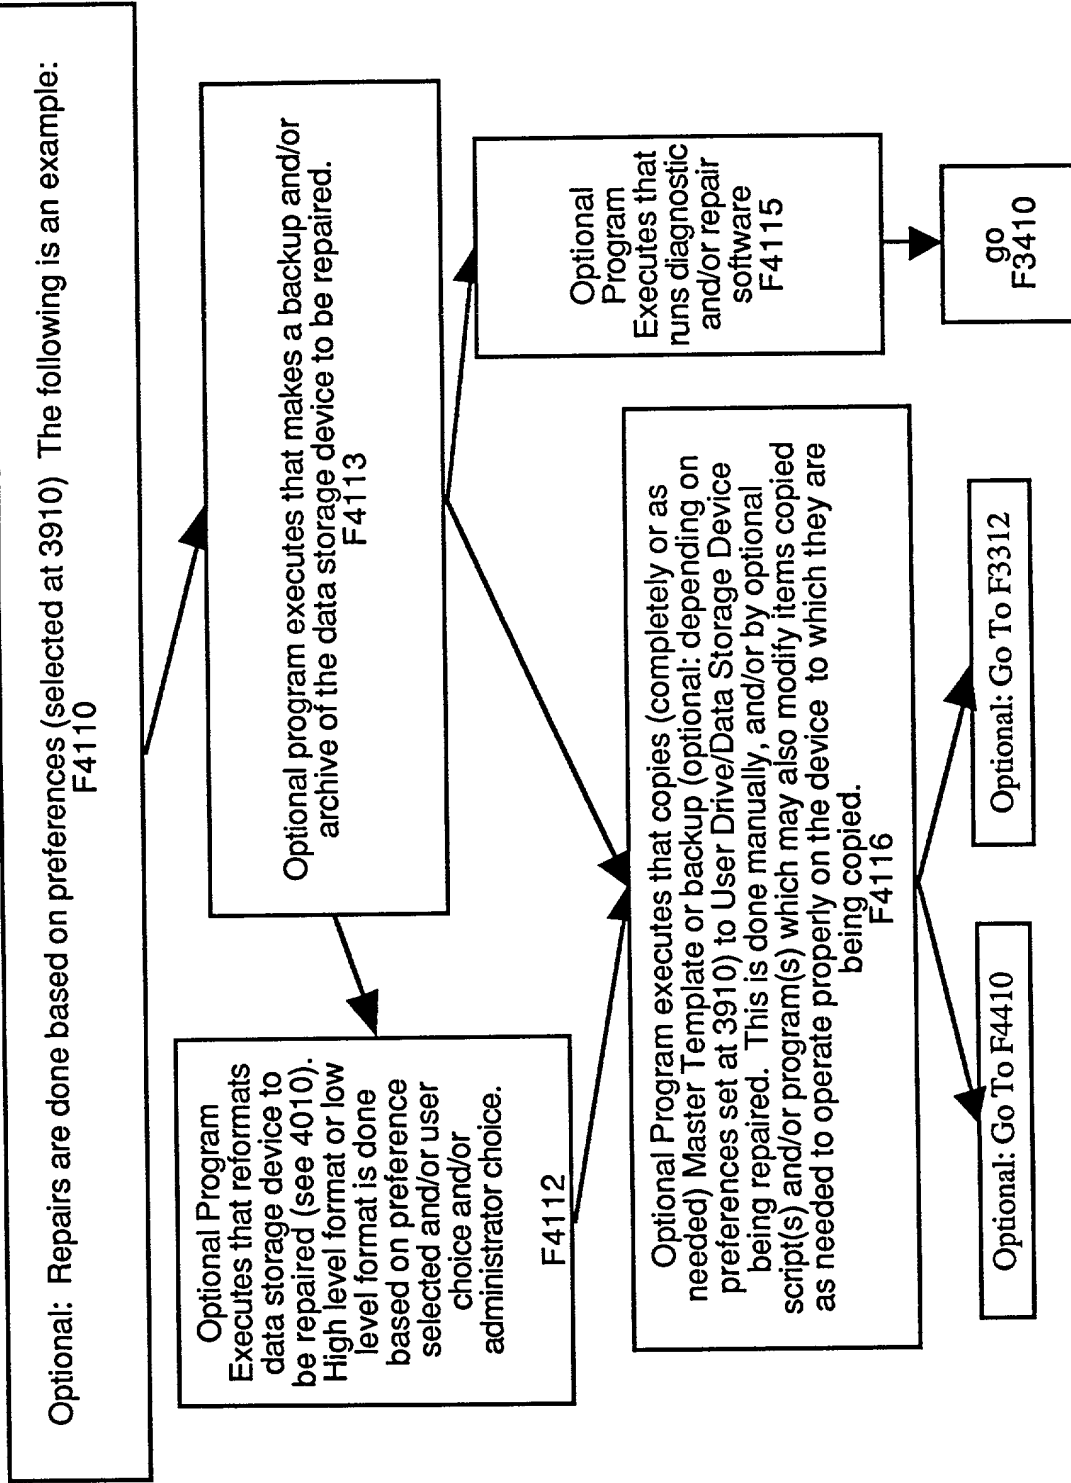 Optional: Repairs are done based on preferences (selected at 3910) The following is an example:
F4110
Optional program executes that makes a backup and/or
archive of the data storage device to be repaired.
F4113
Optional Program
Executes that reformats
data storage device to
be repaired (see 4010).
High level format or low
level format is done
based on preference
selected and/or user
choice and/or
administrator choice.
F4112
Optional
Program
Executes that
runs diagnostic
and/or repair
software
F4115
Optional Program executes that copies (completely or as
needed) Master Template or backup (optional: depending on
preferences set at 3910) to User Drive/Data Storage Device
being repaired. This is done manually, and/or by optional
script(s) and/or program(s) which may also modify items copied
as needed to operate properly on the device to which they are
being copied.
F4116
go
F3410
Optional: Go To F4410
Optional: Go To F3312